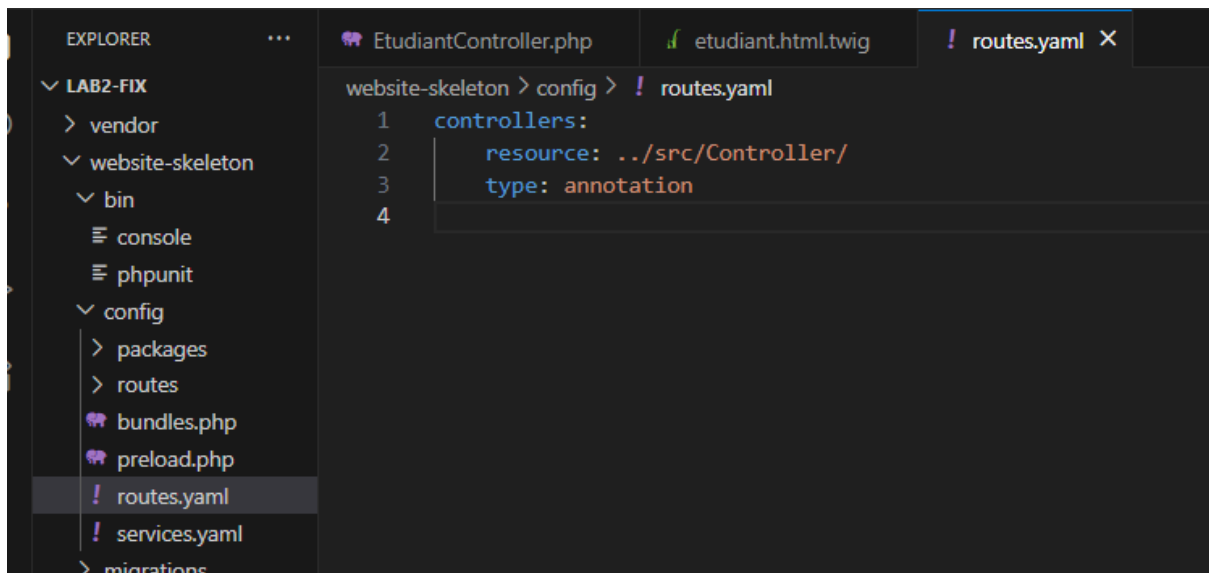 EXPLORER ...
LAB2-FIX
vendor
website-skeleton
bin
console
phpunit
config
packages
routes
bundles.php
preload.php
routes.yaml
services.yaml
migrations
EtudiantController.php etudiant.html.twig ! routes.yaml
website-skeleton > config > ! routes.yaml
1 controllers:
2 resource: ../src/Controller/
3 type: annotation
4